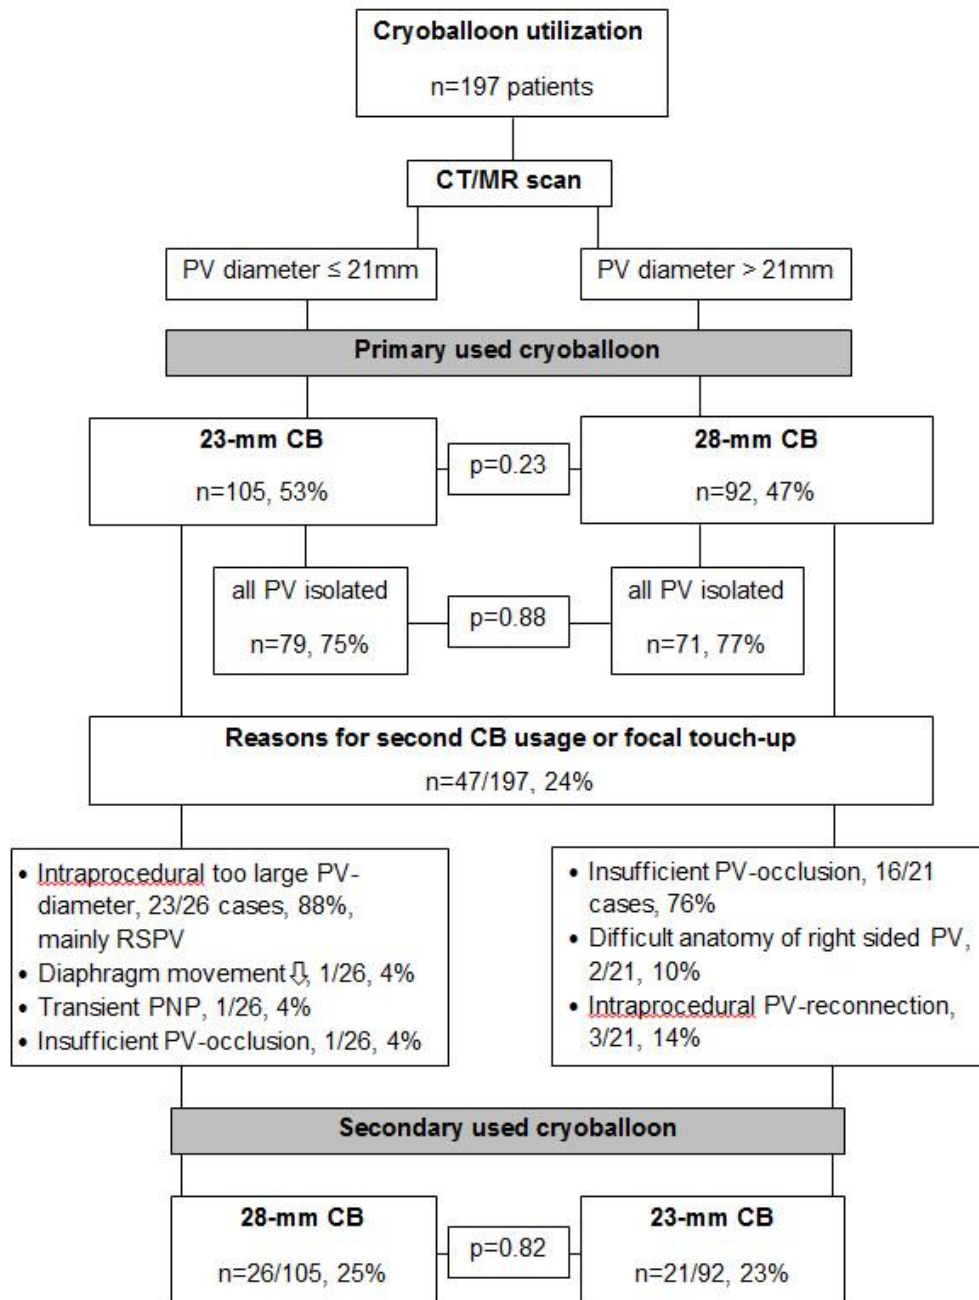 Cryoballoon utilization
n=197 patients
CT/MR scan
PV diameter ≤ 21mm
PV diameter > 21mm
Primary used cryoballoon
23-mm CB
n=105, 53%
p=0.23
28-mm CB
n=92, 47%
all PV isolated
n=79, 75%
p=0.88
all PV isolated
n=71, 77%
Reasons for second CB usage or focal touch-up
n=47/197, 24%
• Intraprocedural too large PV-
diameter, 23/26 cases, 88%,
mainly RSPV
• Diaphragm movement⇩, 1/26, 4%
• Transient PNP, 1/26, 4%
• Insufficient PV-occlusion, 1/26, 4%
• Insufficient PV-occlusion, 16/21
cases, 76%
• Difficult anatomy of right sided PV,
2/21, 10%
• Intraprocedural PV-reconnection,
3/21, 14%
Secondary used cryoballoon
28-mm CB
n=26/105, 25%
p=0.82
23-mm CB
n=21/92, 23%